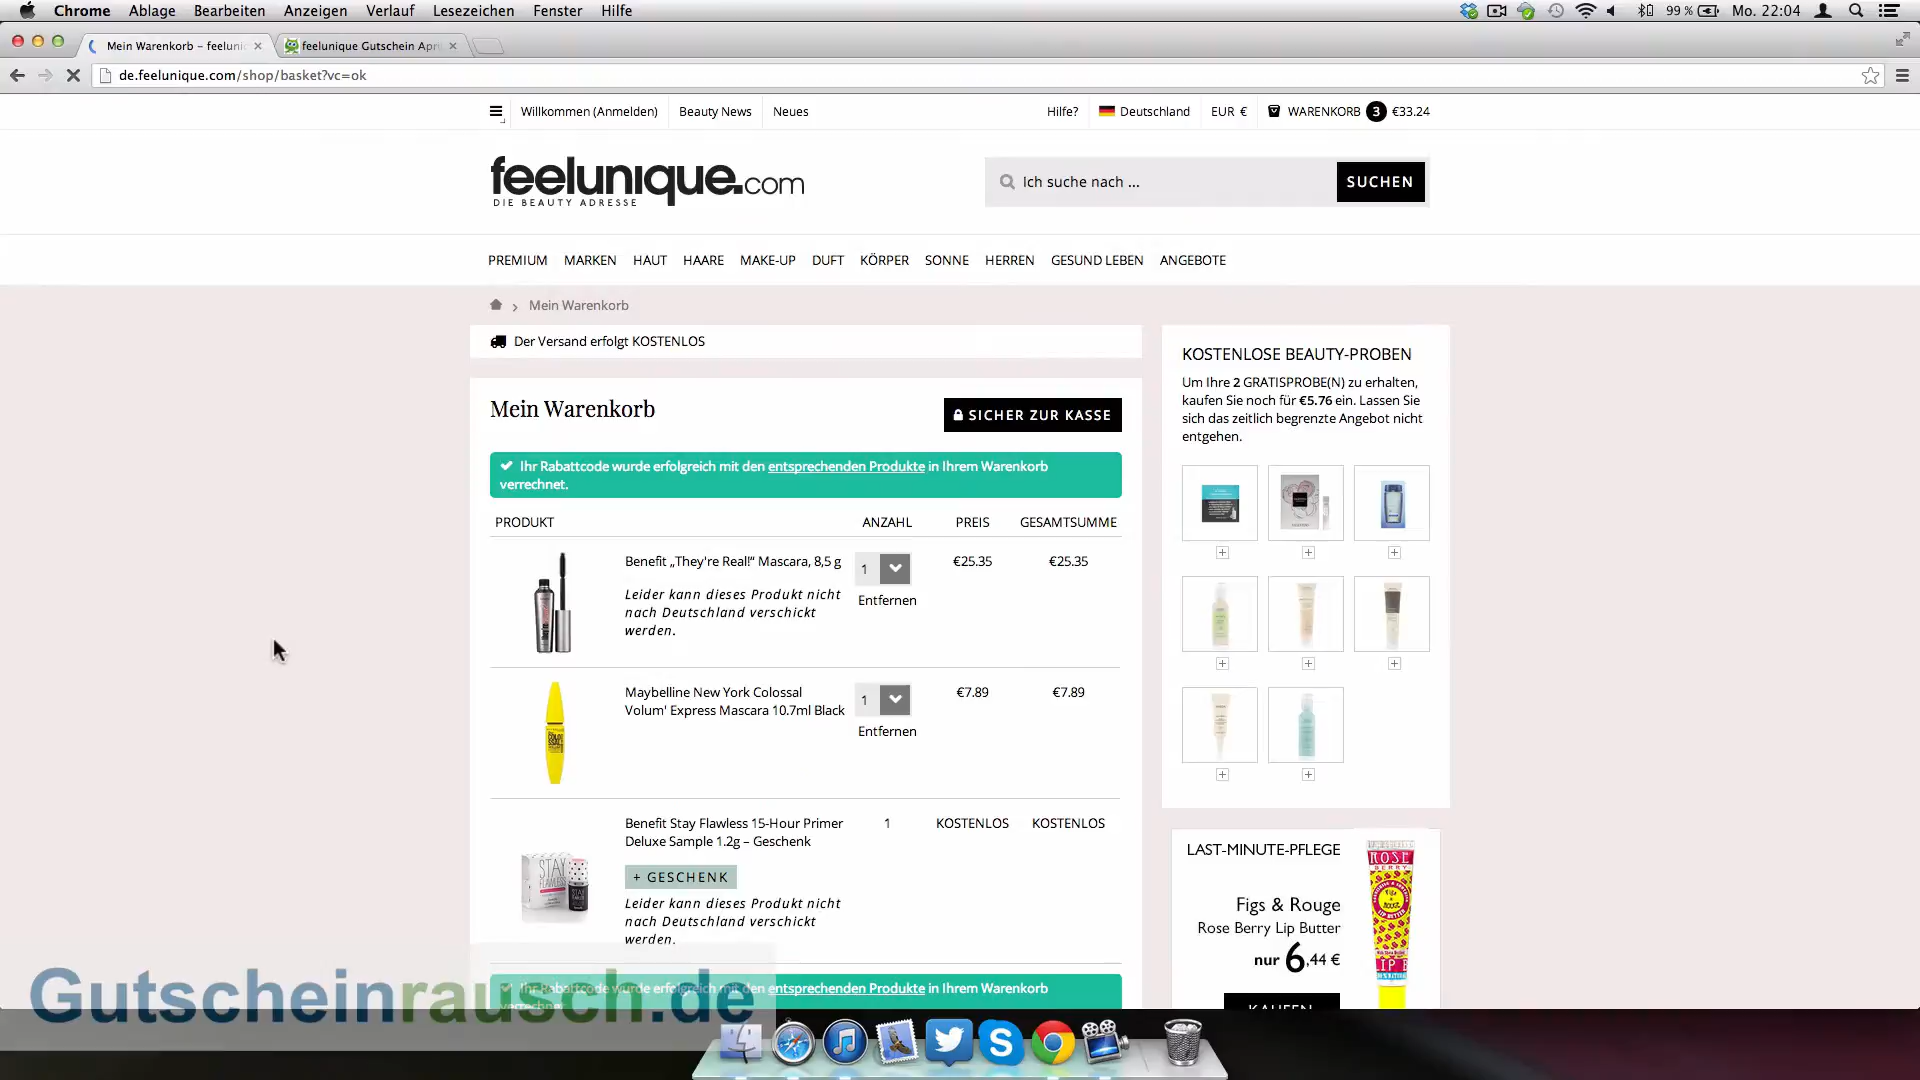 Chrome Ablage Bearbeiten Anzeigen Verlauf Lesezeichen Fenster Hilfe 99 % Mo. 22:04
Mein Warenkorb – feeluni feelunique Gutschein Apr
de.feelunique.com/shop/basket?vc=ok
Willkommen (Anmelden) Beauty News Neues Hilfe? Deutschland EUR € WARENKORB 3 €33.24
feelunique.com
DIE BEAUTY ADRESSE
Ich suche nach ... SUCHEN
PREMIUM MARKEN HAUT HAARE MAKE-UP DUFT KÖRPER SONNE HERREN GESUND LEBEN ANGEBOTE
Mein Warenkorb
Der Versand erfolgt KOSTENLOS
Mein Warenkorb
SICHER ZUR KASSE
Ihr Rabattcode wurde erfolgreich mit den entsprechenden Produkte in Ihrem Warenkorb
verrechnet.
PRODUKT ANZAHL PREIS GESAMTSUMME
Benefit „They're Real!“ Mascara, 8,5 g 1 €25.35 €25.35
Leider kann dieses Produkt nicht
nach Deutschland verschickt
werden.
Entfernen
Maybelline New York Colossal
Volum' Express Mascara 10.7ml Black
1 €7.89 €7.89
Entfernen
Benefit Stay Flawless 15-Hour Primer
Deluxe Sample 1.2g – Geschenk
1 KOSTENLOS KOSTENLOS
+ GESCHENK
Leider kann dieses Produkt nicht
nach Deutschland verschickt
werden.
Ihr Rabattcode wurde erfolgreich mit den entsprechenden Produkte in Ihrem Warenkorb
verrechnet.
KOSTENLOSE BEAUTY-PROBEN
Um Ihre 2 GRATISPROBE(N) zu erhalten,
kaufen Sie noch für €5.76 ein. Lassen Sie
sich das zeitlich begrenzte Angebot nicht
entgehen.
LAST-MINUTE-PFLEGE
Figs & Rouge
Rose Berry Lip Butter
nur 6,44 €
KAUFEN
ROSE
BERRY
STAY
FLAWLESS
Gutscheinrausch.de